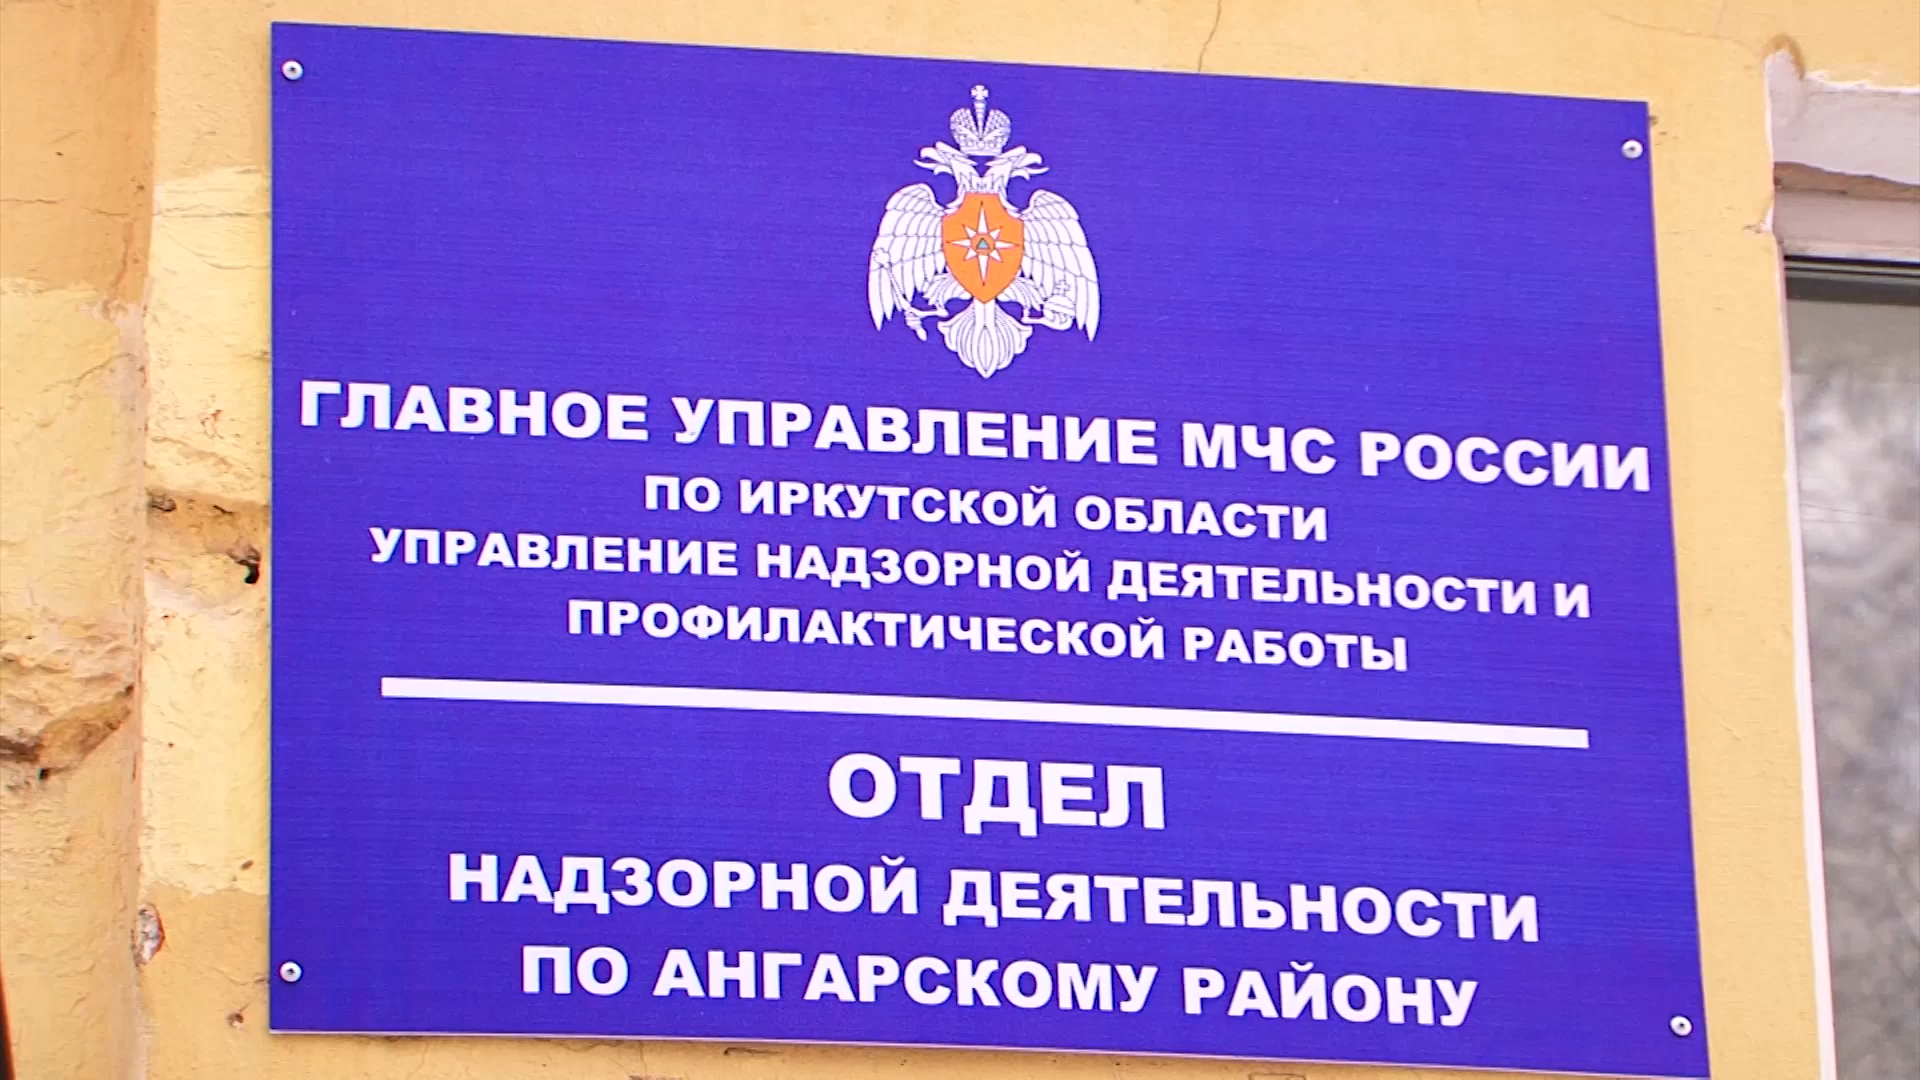 ГЛАВНОЕ УПРАВЛЕНИЕ МЧС РОССИИ
ПО ИРКУТСКОЙ ОБЛАСТИ
УПРАВЛЕНИЕ НАДЗОРНОЙ ДЕЯТЕЛЬНОСТИ И
ПРОФИЛАКТИЧЕСКОЙ РАБОТЫ
ОТДЕЛ
НАДЗОРНОЙ ДЕЯТЕЛЬНОСТИ
ПО АНГАРСКОМУ РАЙОНУ